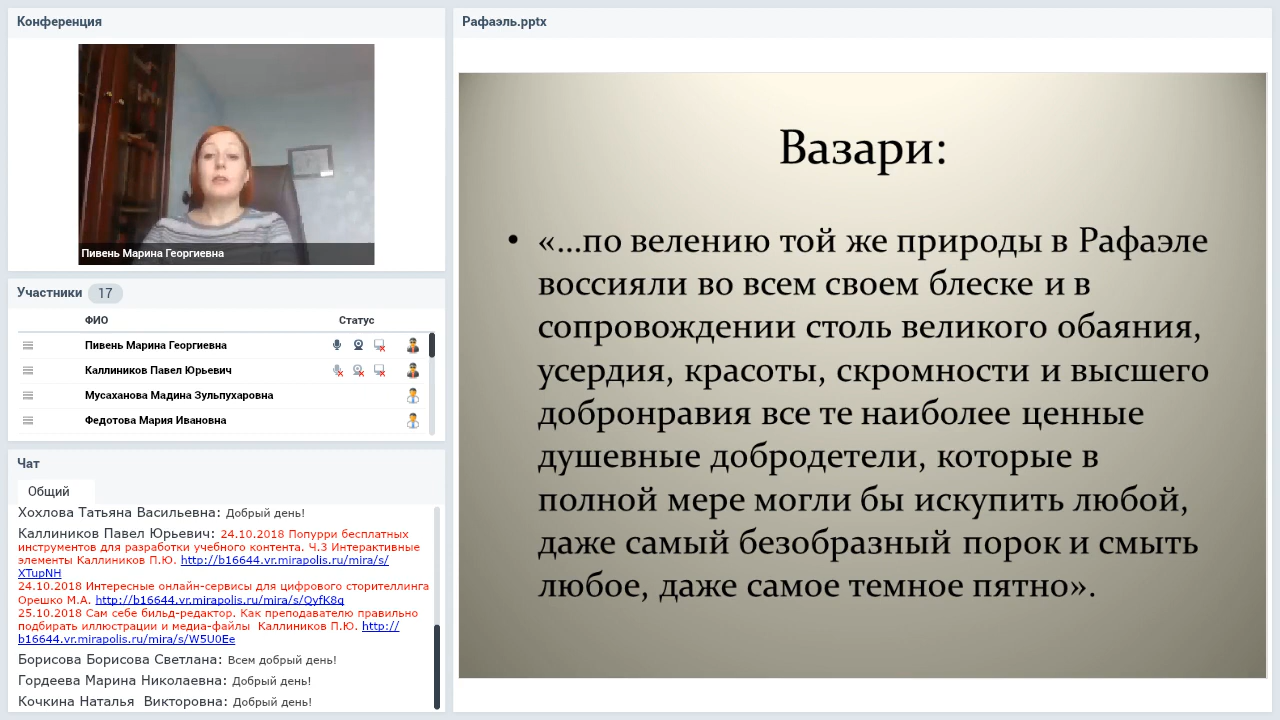 Конференция
Пивень Марина Георгиевна
Участники 17
ФИО Статус
Пивень Марина Георгиевна
Каллиников Павел Юрьевич
Мусаханова Мадина Зульпухаровна
Федотова Мария Ивановна
Чат
Общий
Хохлова Татьяна Васильевна: Добрый день!
Каллиников Павел Юрьевич: 24.10.2018 Попурри бесплатных
инструментов для разработки учебного контента. Ч.3 Интерактивные
элементы Каллиников П.Ю. http://b16644.vr.mirapolis.ru/mira/s/
XTupNH
24.10.2018 Интересные онлайн-сервисы для цифрового сторителлинга
Орешко М.А. http://b16644.vr.mirapolis.ru/mira/s/QyfK8q
25.10.2018 Сам себе бильд-редактор. Как преподавателю правильно
подбирать иллюстрации и медиа-файлы Каллиников П.Ю. http://
b16644.vr.mirapolis.ru/mira/s/W5U0Ee
Борисова Борисова Светлана: Всем добрый день!
Гордеева Марина Николаевна: Добрый день!
Кочкина Наталья Викторовна: Добрый день!
Рафаэль.pptx
Вазари:
• «…по велению той же природы в Рафаэле
воссияли во всем своем блеске и в
сопровождении столь великого обаяния,
усердия, красоты, скромности и высшего
добронравия все те наиболее ценные
душевные добродетели, которые в
полной мере могли бы искупить любой,
даже самый безобразный порок и смыть
любое, даже самое темное пятно».